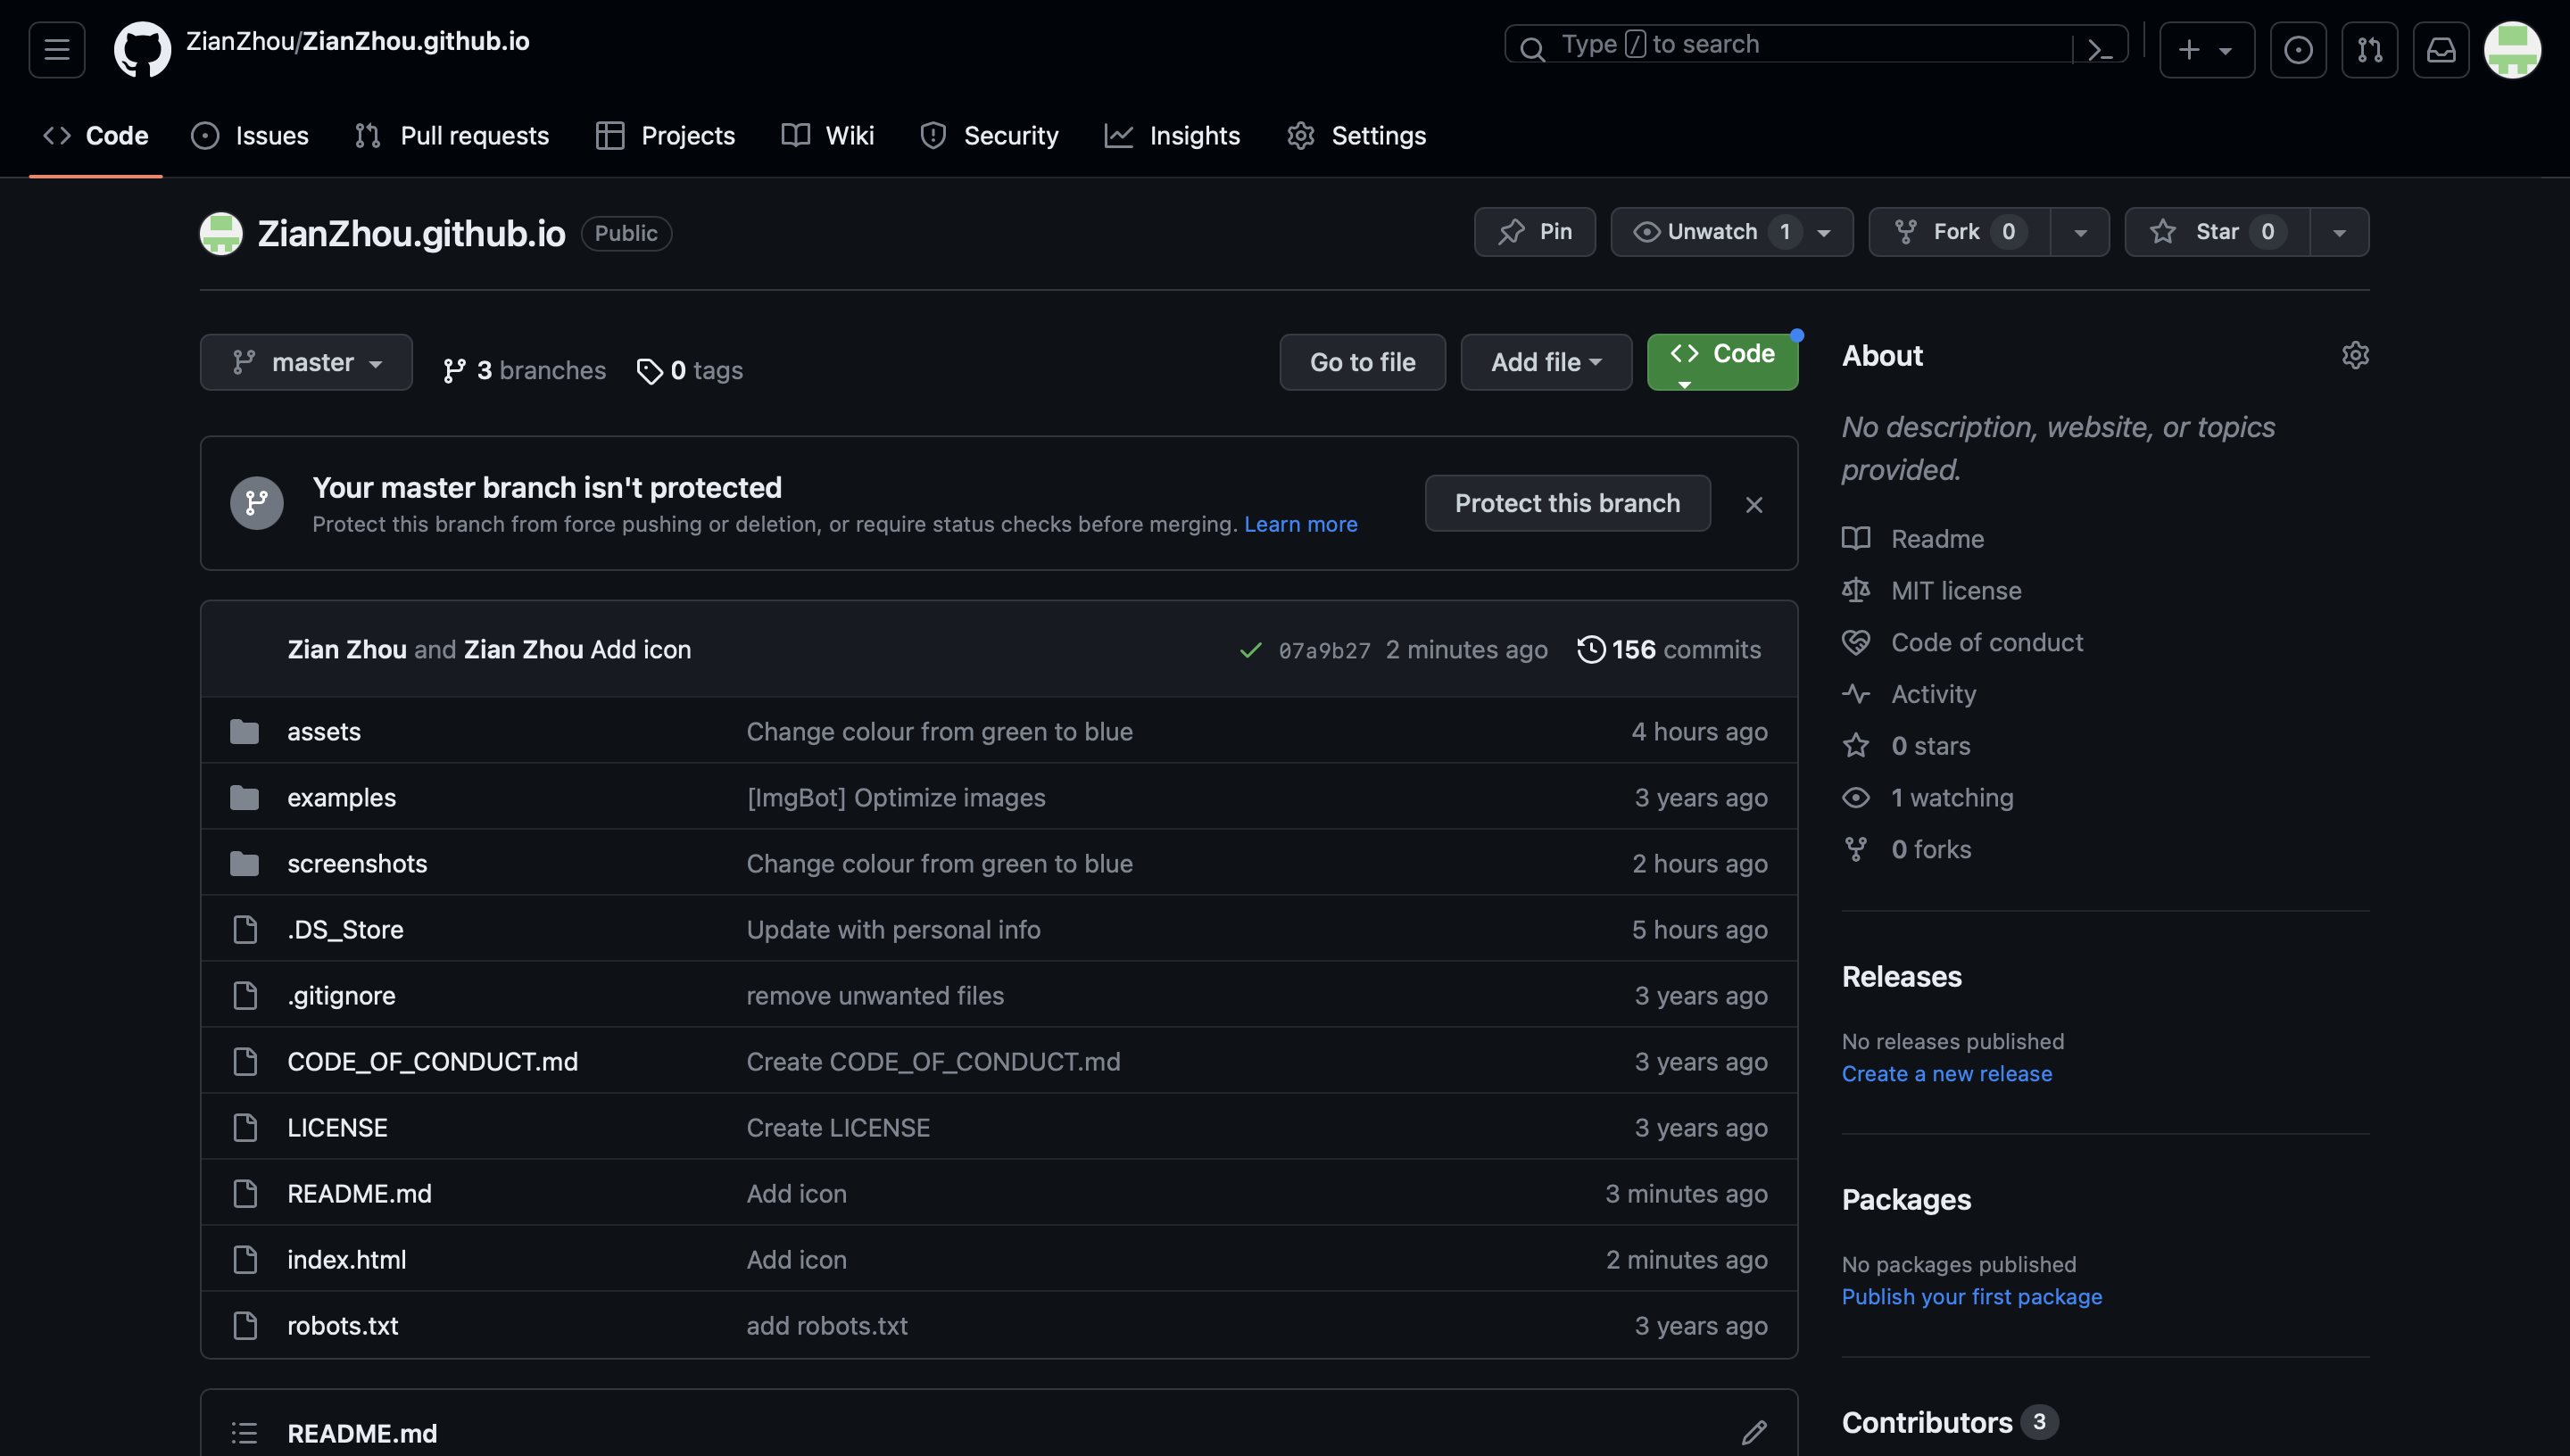 ZianZhou/ZianZhou.github.io
Type / to search
Code Issues Pull requests Projects Wiki Security Insights Settings
ZianZhou.github.io Public
Pin Unwatch 1 Fork 0 Star 0
master 3 branches 0 tags Go to file Add file Code
Your master branch isn't protected
Protect this branch from force pushing or deletion, or require status checks before merging. Learn more
Protect this branch
Zian Zhou and Zian Zhou Add icon 07a9b27 2 minutes ago 156 commits
assets Change colour from green to blue 4 hours ago
examples [ImgBot] Optimize images 3 years ago
screenshots Change colour from green to blue 2 hours ago
.DS_Store Update with personal info 5 hours ago
.gitignore remove unwanted files 3 years ago
CODE_OF_CONDUCT.md Create CODE_OF_CONDUCT.md 3 years ago
LICENSE Create LICENSE 3 years ago
README.md Add icon 3 minutes ago
index.html Add icon 2 minutes ago
robots.txt add robots.txt 3 years ago
README.md
About
No description, website, or topics
provided.
Readme
MIT license
Code of conduct
Activity
0 stars
1 watching
0 forks
Releases
No releases published
Create a new release
Packages
No packages published
Publish your first package
Contributors 3